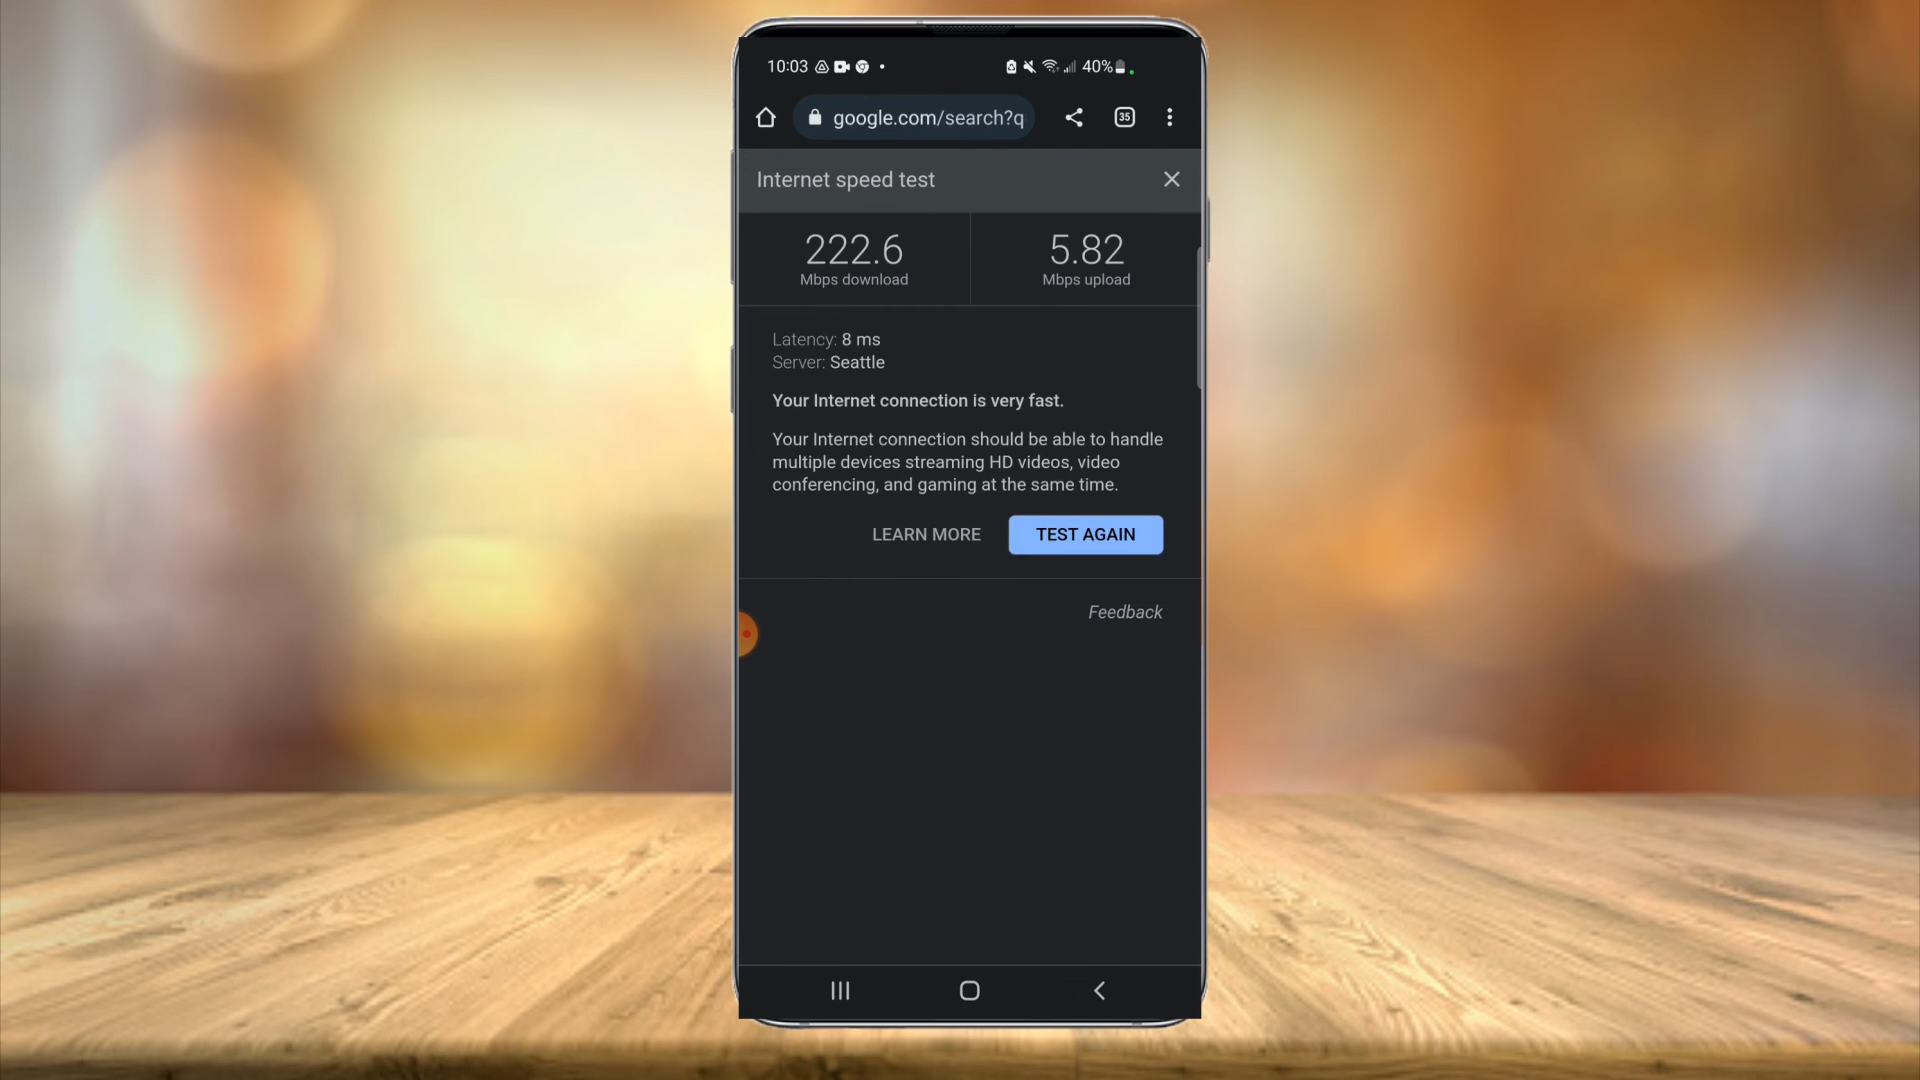 10:03
40%
google.com/search?q
35
Internet speed test
222.6
Mbps download
5.82
Mbps upload
Latency: 8 ms
Server: Seattle
Your Internet connection is very fast.
Your Internet connection should be able to handle
multiple devices streaming HD videos, video
conferencing, and gaming at the same time.
LEARN MORE
TEST AGAIN
Feedback